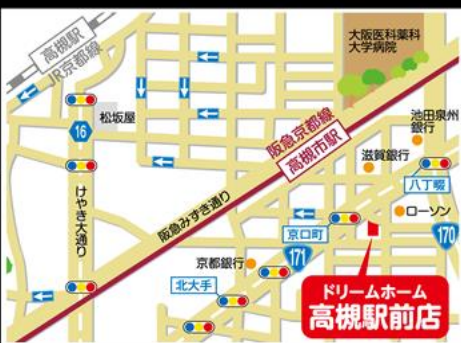 高槻駅
JR京都線
大阪医科薬科
大学病院
松坂屋
16
阪急京都線
高槻市駅
池田泉州
銀行
滋賀銀行
八丁畷
けやき大通り
阪急みずき通り
ローソン
京口町
170
京都銀行
171
北大手
ドリームホーム
高槻駅前店